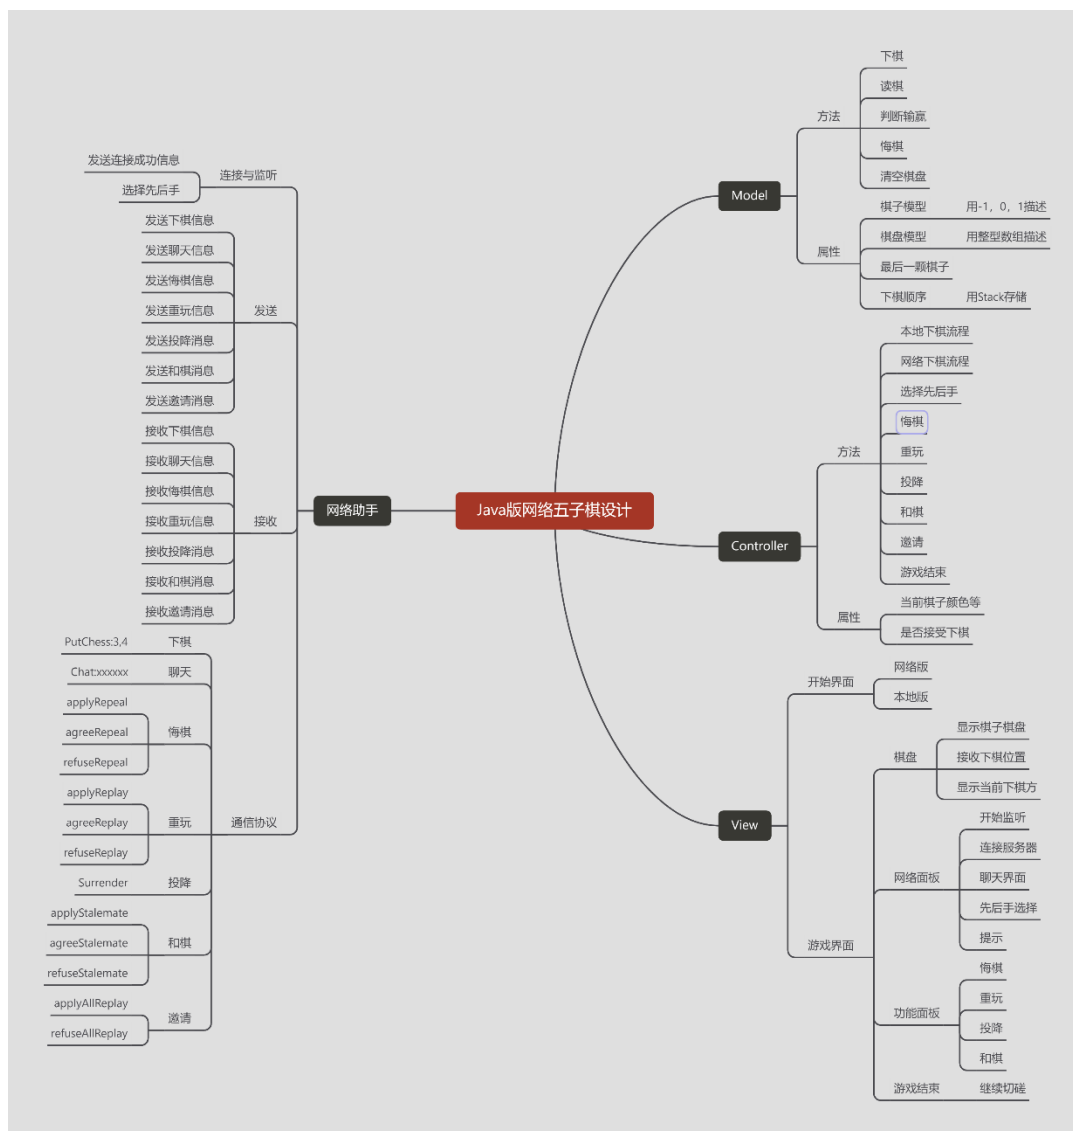 Java版网络五子棋设计
Model
方法
下棋
读棋
判断输赢
悔棋
清空棋盘
属性
棋子模型
用-1，0，1描述
棋盘模型
用整型数组描述
最后一颗棋子
下棋顺序
用Stack存储
Controller
方法
本地下棋流程
网络下棋流程
选择先后手
悔棋
重玩
投降
和棋
邀请
游戏结束
属性
当前棋子颜色等
是否接受下棋
View
开始界面
网络版
本地版
游戏界面
棋盘
显示棋子棋盘
接收下棋位置
显示当前下棋方
网络面板
开始监听
连接服务器
聊天界面
先后手选择
提示
功能面板
悔棋
重玩
投降
和棋
游戏结束
继续切磋
网络助手
连接与监听
发送连接成功信息
选择先后手
发送
发送下棋信息
发送聊天信息
发送悔棋信息
发送重玩信息
发送投降消息
发送和棋消息
发送邀请消息
接收
接收下棋信息
接收聊天信息
接收悔棋信息
接收重玩信息
接收投降消息
接收和棋消息
接收邀请消息
通信协议
下棋
PutChess:3,4
聊天
Chat:xxxxxx
悔棋
applyRepeal
agreeRepeal
refuseRepeal
重玩
applyReplay
agreeReplay
refuseReplay
投降
Surrender
和棋
applyStalemate
agreeStalemate
refuseStalemate
邀请
applyAllReplay
refuseAllReplay